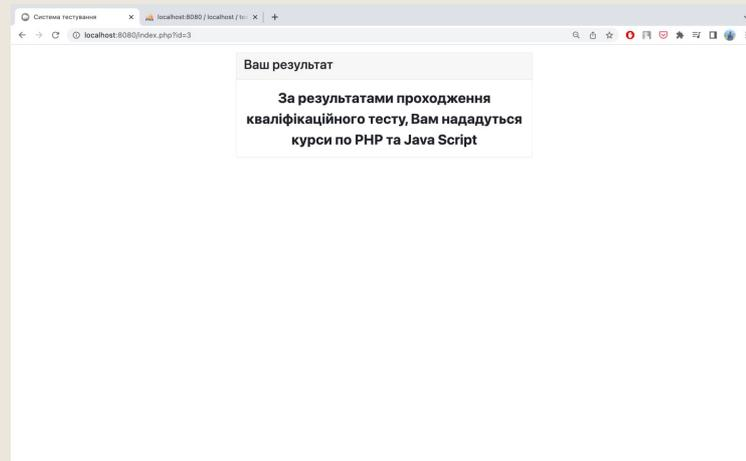 Система тестування
localhost:8080 / localhost / tes
localhost:8080/index.php?id=3
Ваш результат
За результатами проходження
кваліфікаційного тесту, Вам нададуться
курси по PHP та Java Script